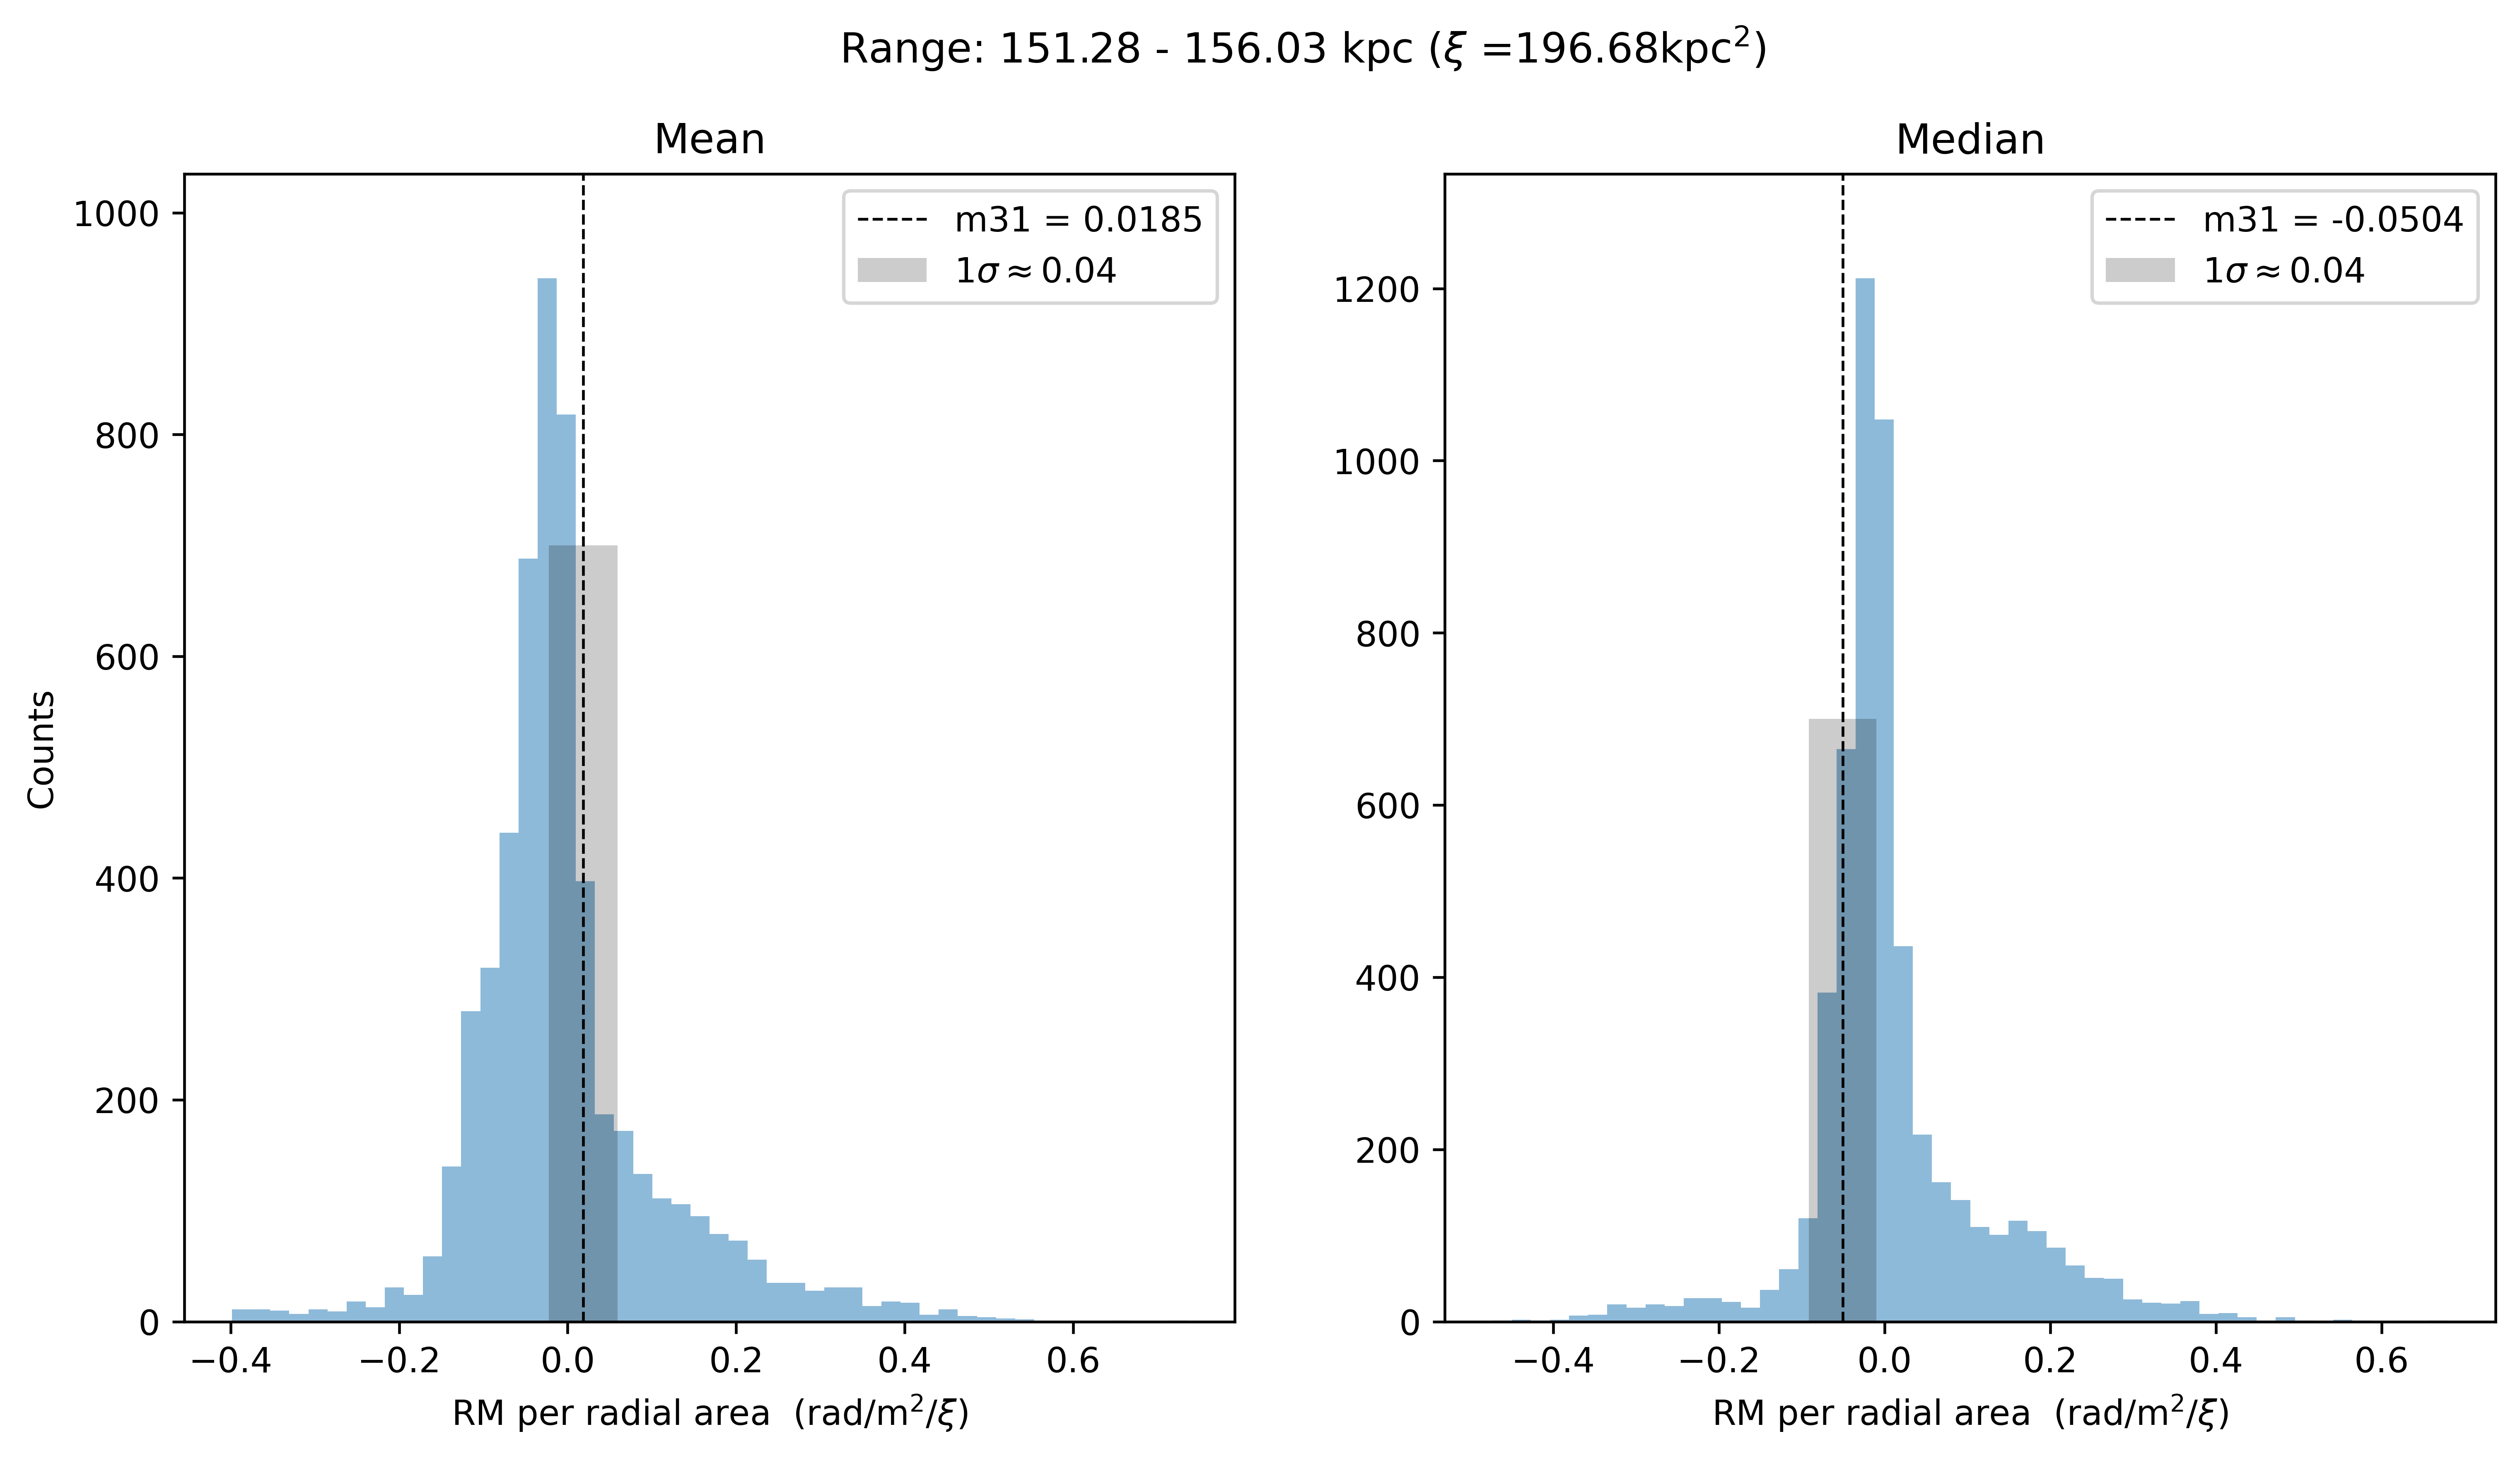 Range: 151.28 - 156.03 kpc (ξ =196.68kpc²)
Mean
m31 = 0.0185
1σ ≈ 0.04
1000
800
600
400
200
0
Counts
−0.4 −0.2 0.0 0.2 0.4 0.6
RM per radial area (rad/m²/ξ)
Median
m31 = -0.0504
1σ ≈ 0.04
1200
1000
800
600
400
200
0
−0.4 −0.2 0.0 0.2 0.4 0.6
RM per radial area (rad/m²/ξ)